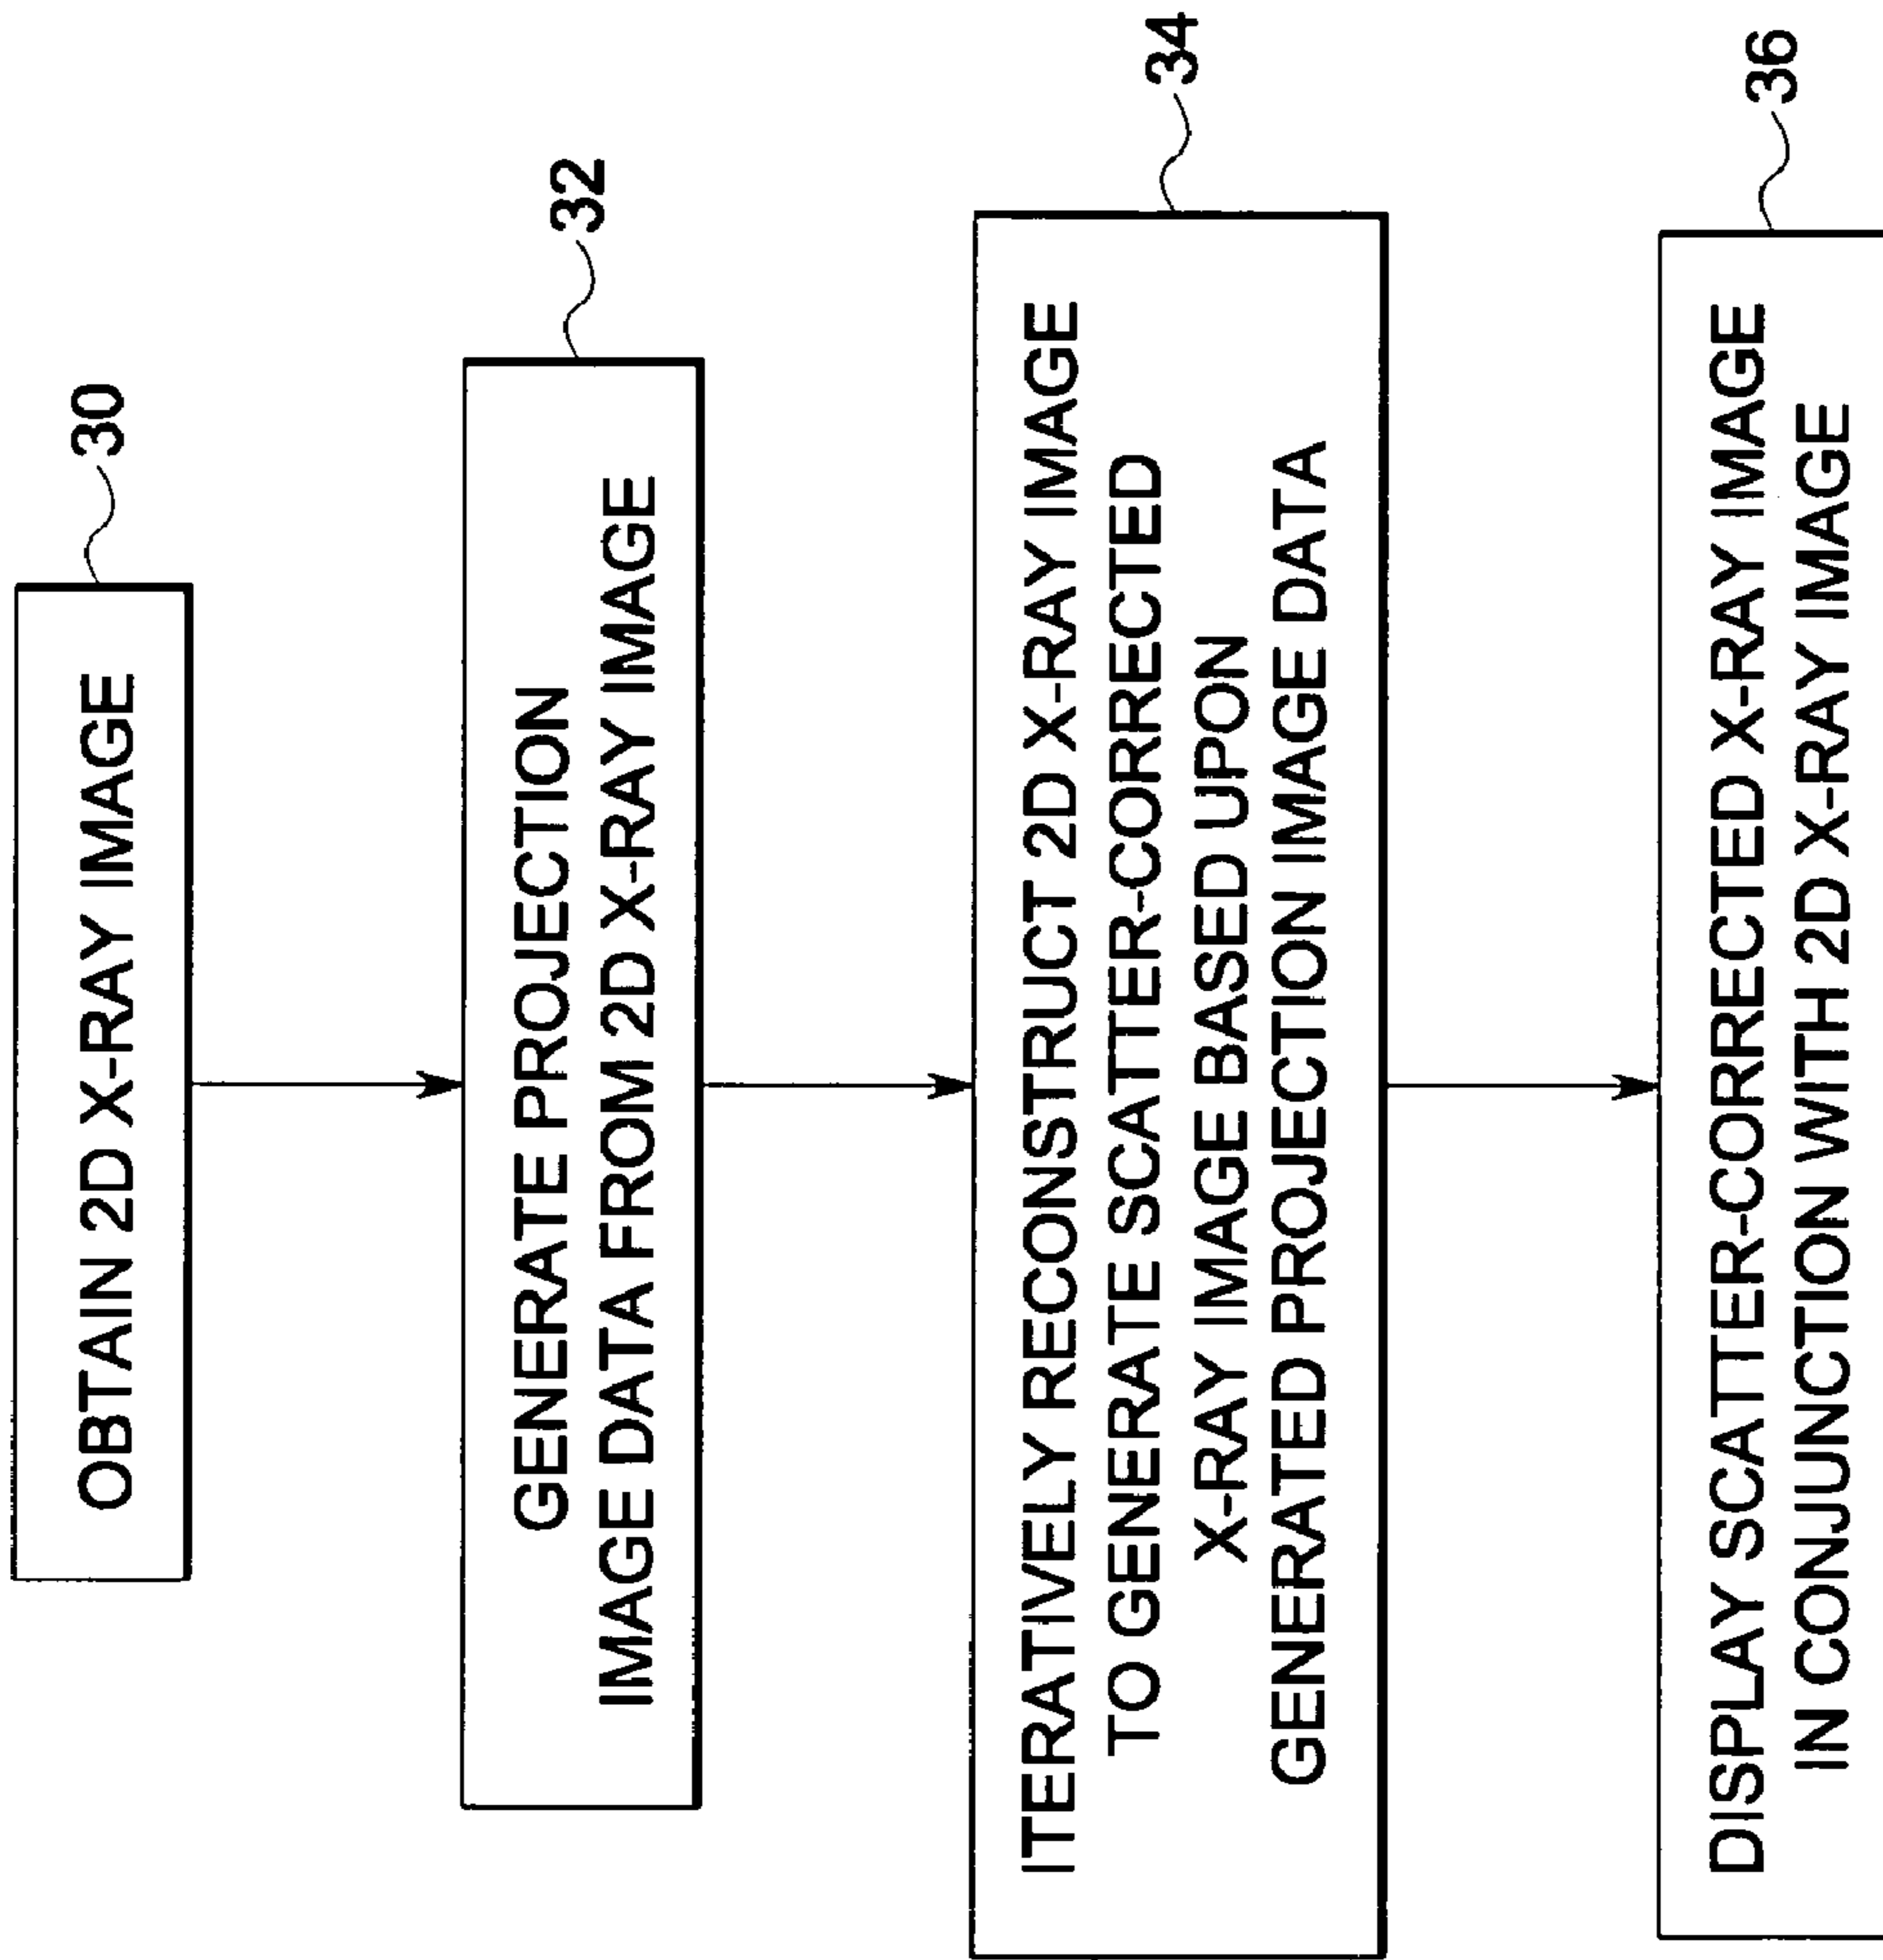 OBTAIN 2D X-RAY IMAGE
30
GENERATE PROJECTION
IMAGE DATA FROM 2D X-RAY IMAGE
32
ITERATIVELY RECONSTRUCT 2D X-RAY IMAGE
TO GENERATE SCATTER-CORRECTED
X-RAY IMAGE BASED UPON
GENERATED PROJECTION IMAGE DATA
34
DISPLAY SCATTER-CORRECTED X-RAY IMAGE
IN CONJUNCTION WITH 2D X-RAY IMAGE
36